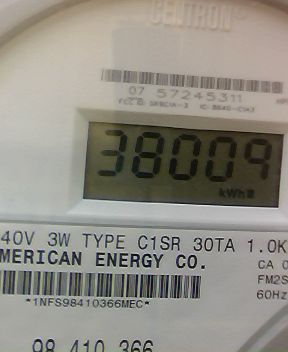 CENTRON®
07 57245311
38009
kWh
40V 3W TYPE C1SR 30TA 1.0K
MERICAN ENERGY CO.
CA 0
FM2S
60Hz
*1NFS98410366MEC*
98 410 366